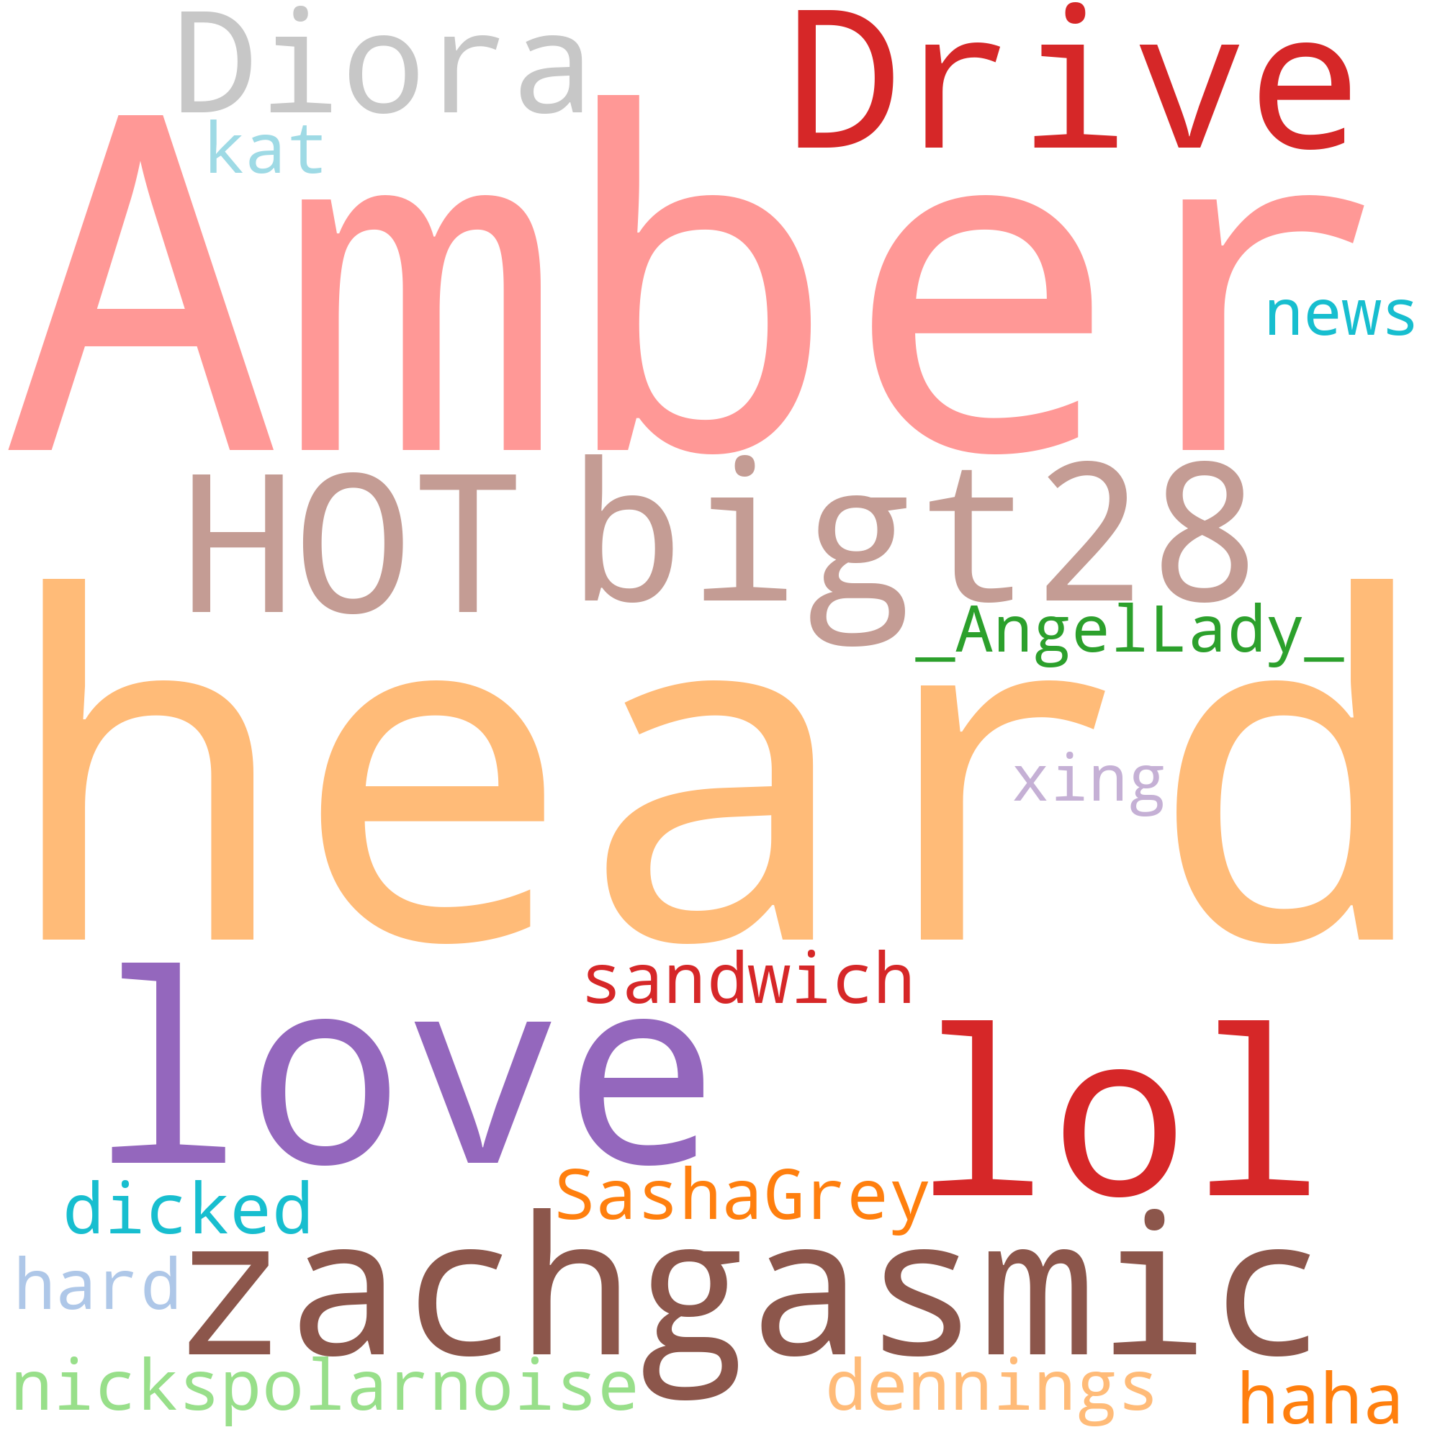 Diora
Drive
kat
Amber
news
HOT
bigt28
_AngelLady_
heard
xing
sandwich
love
lol
dicked
SashaGrey
hard
zachgasmic
nickspolarnoise
dennings
haha